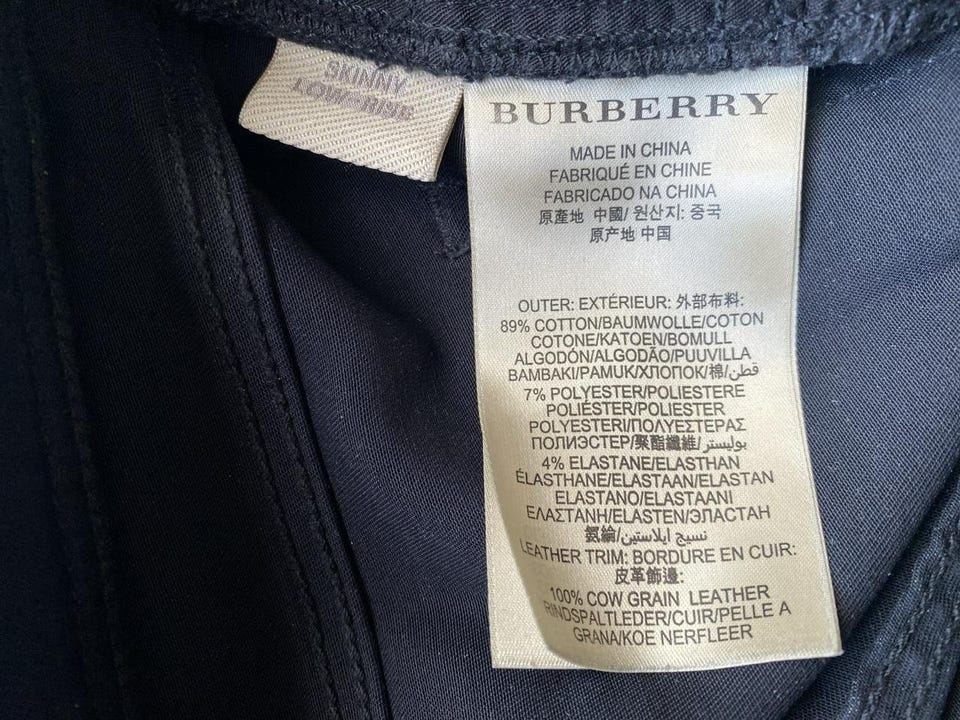 SKINNY
LOW-RISE
BURBERRY
MADE IN CHINA
FABRIQUÉ EN CHINE
FABRICADO NA CHINA
原產地 中國/ 원산지: 중국
原产地 中国
OUTER: EXTÉRIEUR: 外部布料:
89% COTTON/BAUMWOLLE/COTON
COTONE/KATOEN/BOMULL
ALGODÓN/ALGODÃO/PUUVILLA
BAMBAKI/PAMUK/ХЛОПОК/棉/قطن
7% POLYESTER/POLIESTERE
POLIÉSTER/POLIESTER
POLYESTERI/ΠΟΛΥΕΣΤΕΡΑΣ
ПОЛИЭСТЕР/聚酯纖維/بوليستر
4% ELASTANE/ELASTHAN
ÉLASTHANE/ELASTAAN/ELASTAN
ELASTANO/ELASTAANI
ΕΛΑΣΤΑΝΗ/ELASTEN/ЭЛАСТАН
氨綸/نسيج ايلاستين
LEATHER TRIM: BORDURE EN CUIR:
皮革飾邊:
100% COW GRAIN LEATHER
RINDSPALTLEDER/CUIR/PELLE A
GRANA/KOE NERFLEER